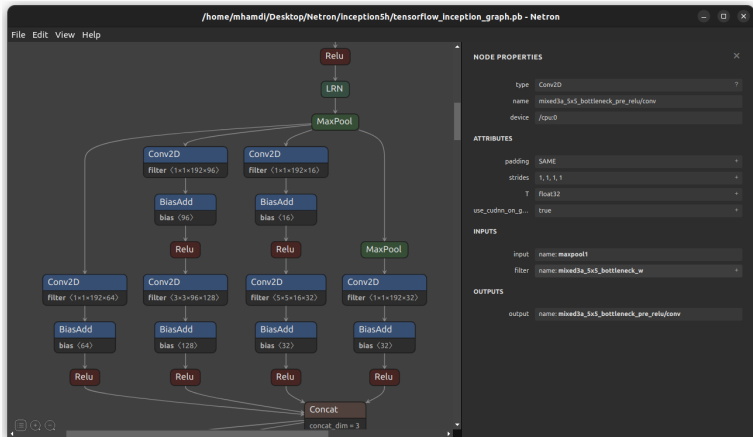 /home/mhamdi/Desktop/Netron/inception5h/tensorflow_inception_graph.pb - Netron
File Edit View Help
Relu
LRN
MaxPool
Conv2D
filter ⟨1×1×192×96⟩
Conv2D
filter ⟨1×1×192×16⟩
BiasAdd
bias ⟨96⟩
BiasAdd
bias ⟨16⟩
Relu
Relu
MaxPool
Conv2D
filter ⟨1×1×192×64⟩
Conv2D
filter ⟨3×3×96×128⟩
Conv2D
filter ⟨5×5×16×32⟩
Conv2D
filter ⟨1×1×192×32⟩
BiasAdd
bias ⟨64⟩
BiasAdd
bias ⟨128⟩
BiasAdd
bias ⟨32⟩
BiasAdd
bias ⟨32⟩
Relu
Relu
Relu
Relu
Concat
concat_dim = 3
NODE PROPERTIES
type Conv2D ?
name mixed3a_5x5_bottleneck_pre_relu/conv
device /cpu:0
ATTRIBUTES
padding SAME +
strides 1, 1, 1, 1 +
T float32 +
use_cudnn_on_g... true +
INPUTS
input name: maxpool1
filter name: mixed3a_5x5_bottleneck_w +
OUTPUTS
output name: mixed3a_5x5_bottleneck_pre_relu/conv